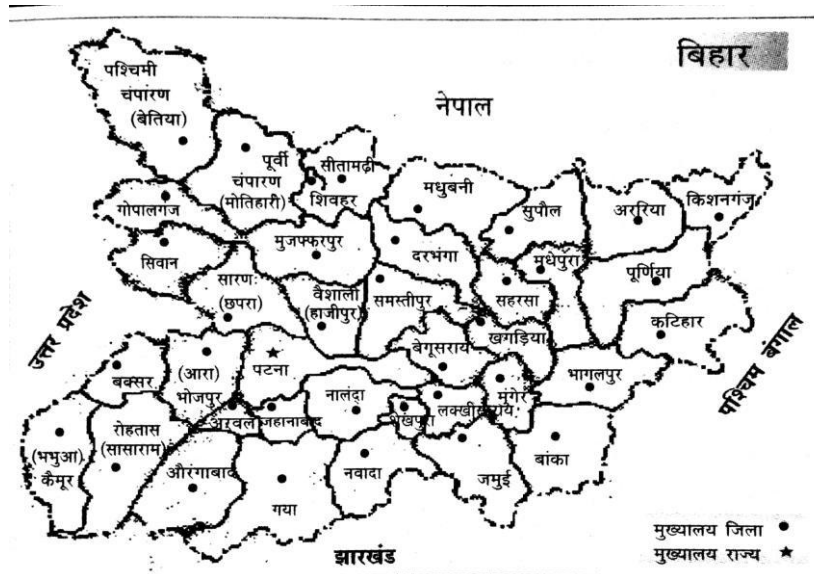 बिहार
नेपाल
पश्चिमी
चंपारण
(बेतिया)
पूर्वी
चंपारण
(मोतिहारी)
सीतामढ़ी
शिवहर
गोपालगंज
मधुबनी
सुपौल
अररिया
किशनगंज
सिवान
मुजफ्फरपुर
दरभंगा
मधेपुरा
पूर्णिया
सारण
(छपरा)
वैशाली
(हाजीपुर)
समस्तीपुर
सहरसा
कटिहार
उत्तर प्रदेश
पश्चिम बंगाल
बेगूसराय
खगड़िया
बक्सर
(आरा)
भोजपुर
पटना
नालंदा
मुंगेर
भागलपुर
लक्खीसराय
शेखपुरा
अरवल
जहानाबाद
रोहतास
(सासाराम)
(भभुआ)
कैमूर
औरंगाबाद
गया
नवादा
जमुई
बांका
झारखंड
मुख्यालय जिला
मुख्यालय राज्य